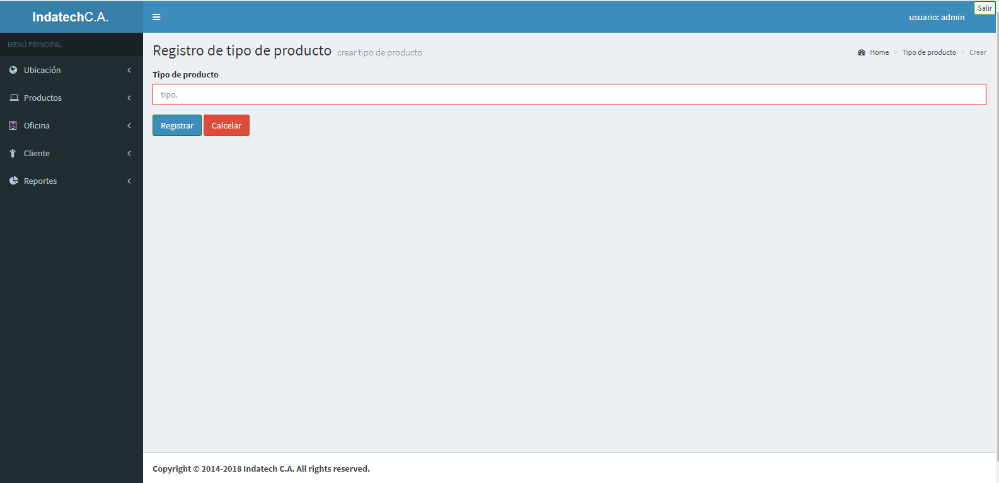 IndatechC.A.
usuario: admin
Salir
MENÚ PRINCIPAL
Ubicación
Productos
Oficina
Cliente
Reportes
Registro de tipo de producto crear tipo de producto
Home > Tipo de producto > Crear
Tipo de producto
tipo.
Registrar Calcelar
Copyright © 2014-2018 Indatech C.A. All rights reserved.